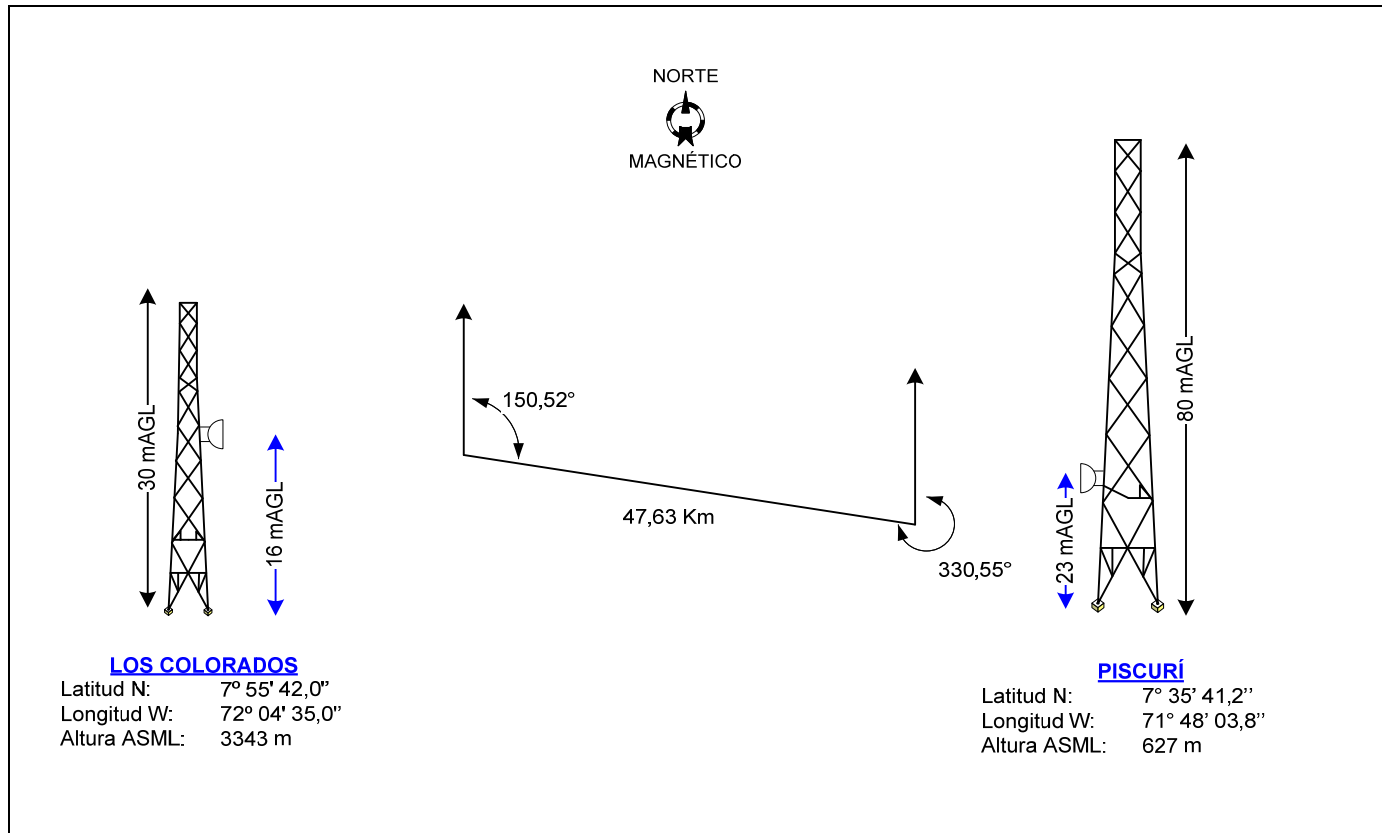 NORTE
MAGNÉTICO
30 mAGL
16 mAGL
150,52º
47,63 Km
330,55º
23 mAGL
80 mAGL
LOS COLORADOS
Latitud N: 7º 55' 42,0”
Longitud W: 72º 04' 35,0”
Altura ASML: 3343 m
PISCURÍ
Latitud N: 7° 35’ 41,2’’
Longitud W: 71° 48’ 03,8’’
Altura ASML: 627 m